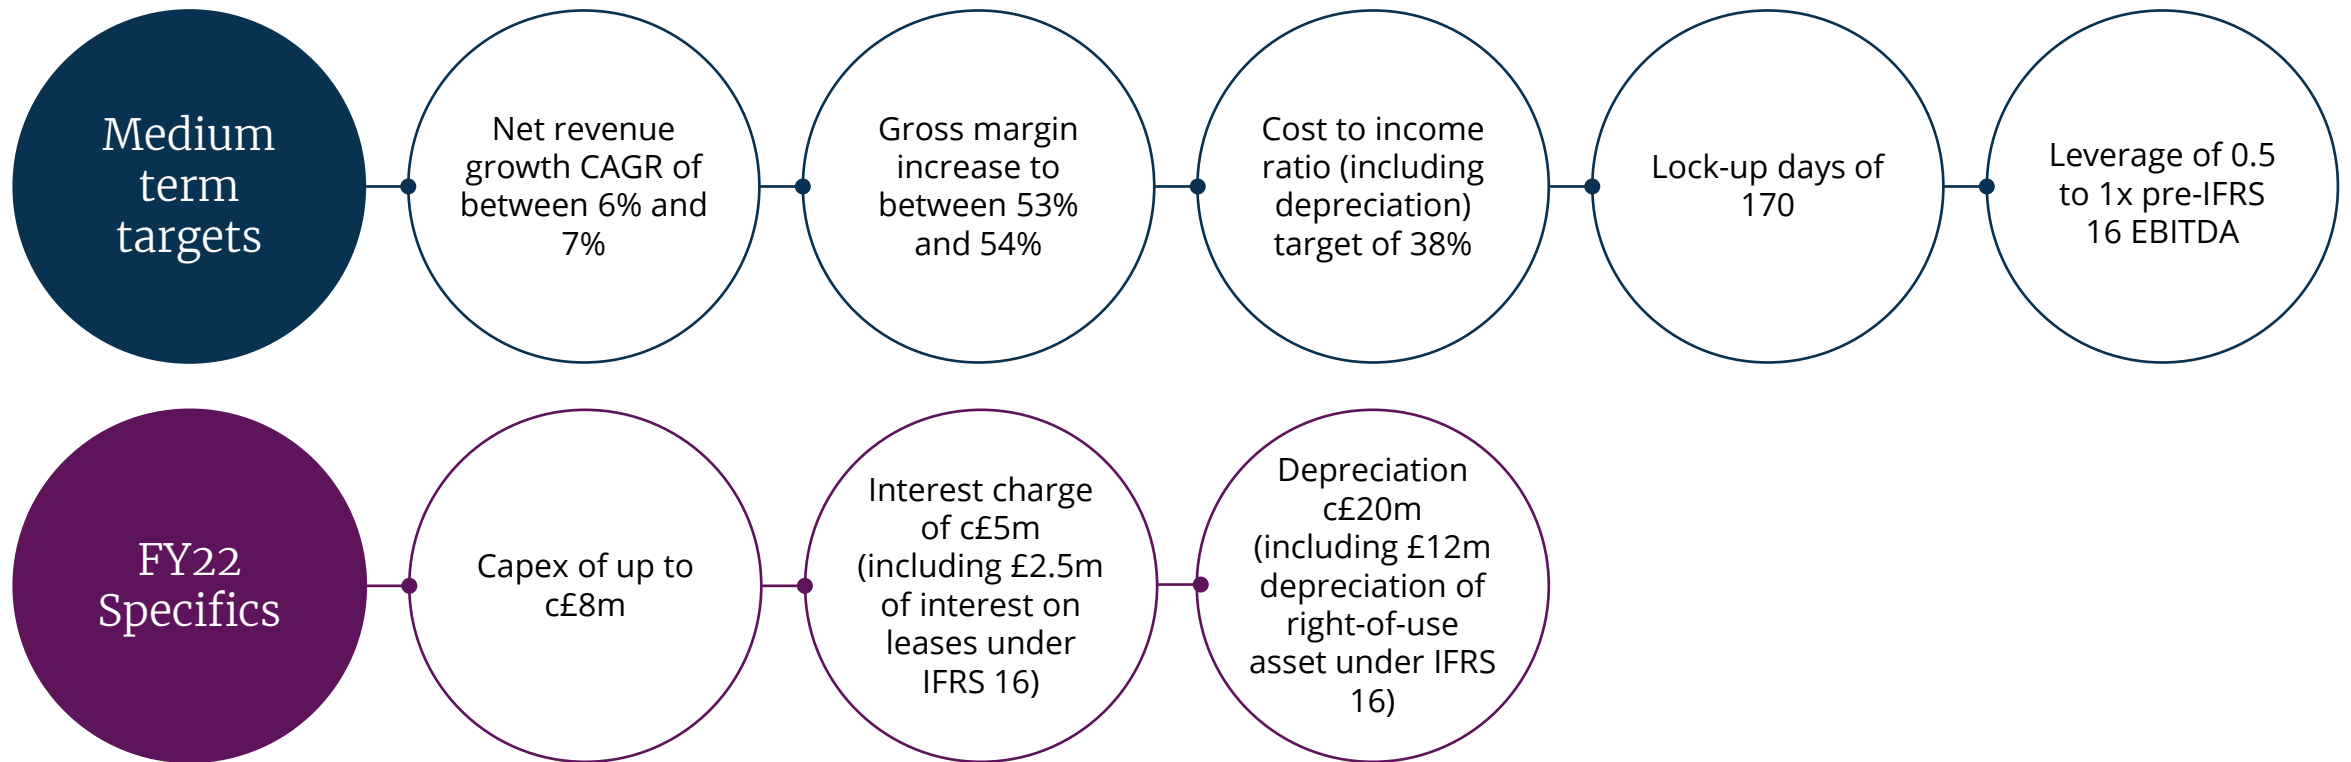 Medium
term
targets
Net revenue
growth CAGR of
between 6% and
7%
Gross margin
increase to
between 53%
and 54%
Cost to income
ratio (including
depreciation)
target of 38%
Lock-up days of
170
Leverage of 0.5
to 1x pre-IFRS
16 EBITDA
FY22
Specifics
Capex of up to
c£8m
Interest charge
of c£5m
(including £2.5m
of interest on
leases under
IFRS 16)
Depreciation
c£20m
(including £12m
depreciation of
right-of-use
asset under IFRS
16)